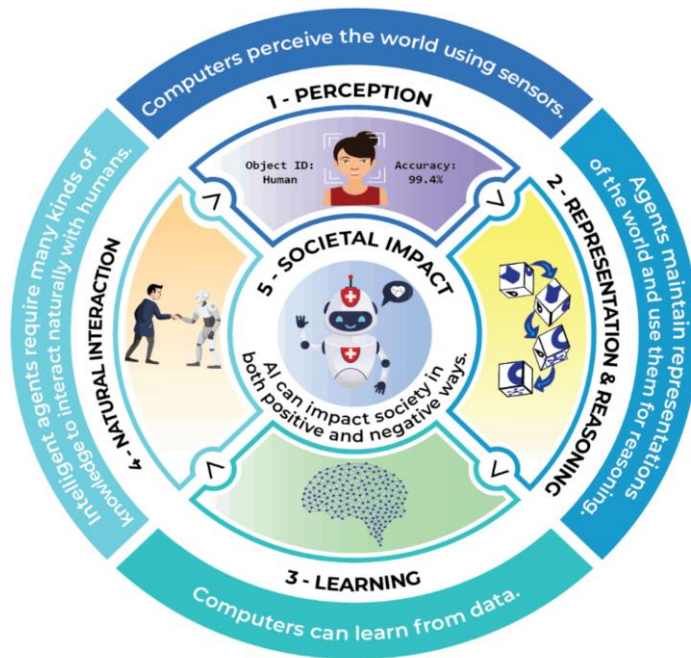 Computers perceive the world using sensors.
1 - PERCEPTION
Object ID:
Human
Accuracy:
99.4%
Agents maintain representations
of the world and use them for reasoning.
2 - REPRESENTATION & REASONING
3 - LEARNING
Computers can learn from data.
Intelligent agents require many kinds of
knowledge to interact naturally with humans.
4 - NATURAL INTERACTION
5 - SOCIETAL IMPACT
AI can impact society in
both positive and negative ways.